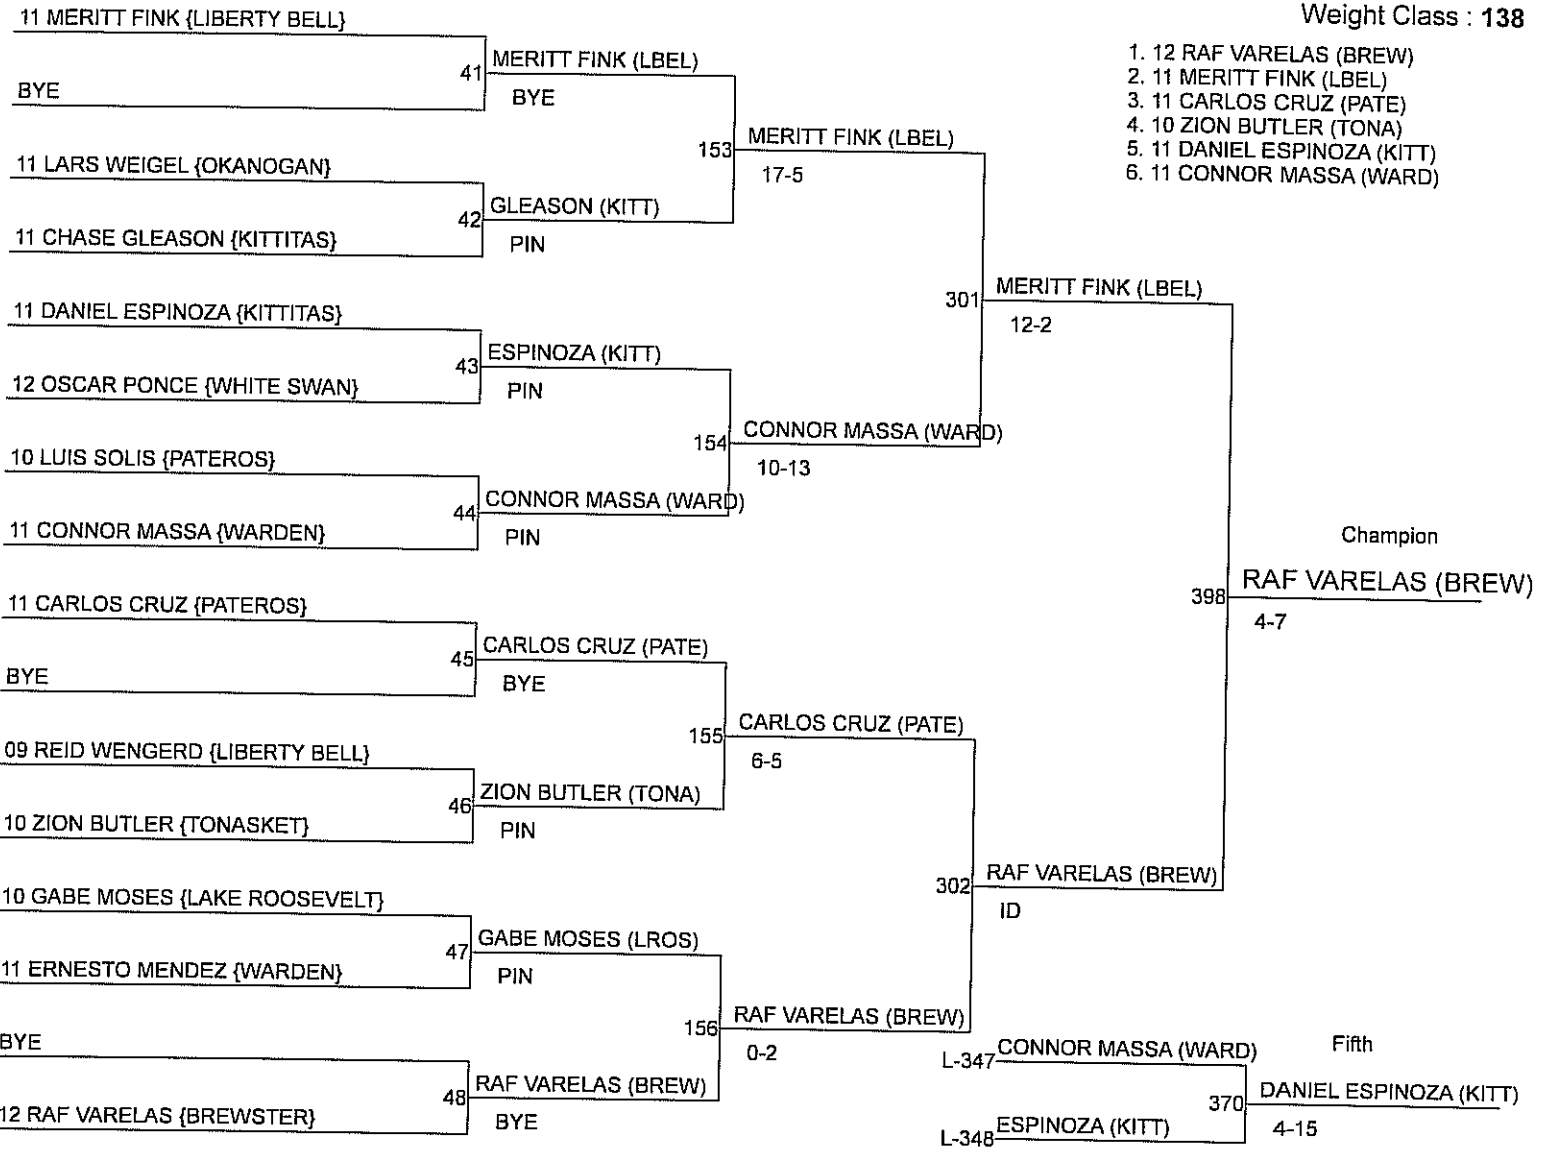 Weight Class : 138
1. 12 RAF VARELAS (BREW)
2. 11 MERITT FINK (LBEL)
3. 11 CARLOS CRUZ (PATE)
4. 10 ZION BUTLER (TONA)
5. 11 DANIEL ESPINOZA (KITT)
6. 11 CONNOR MASSA (WARD)
11 MERITT FINK {LIBERTY BELL}
BYE
11 LARS WEIGEL {OKANOGAN}
11 CHASE GLEASON {KITTITAS}
11 DANIEL ESPINOZA {KITTITAS}
12 OSCAR PONCE {WHITE SWAN}
10 LUIS SOLIS {PATEROS}
11 CONNOR MASSA {WARDEN}
11 CARLOS CRUZ {PATEROS}
BYE
09 REID WENGERD {LIBERTY BELL}
10 ZION BUTLER {TONASKET}
10 GABE MOSES {LAKE ROOSEVELT}
11 ERNESTO MENDEZ {WARDEN}
BYE
12 RAF VARELAS {BREWSTER}
41 MERITT FINK (LBEL)
BYE
42 GLEASON (KITT)
PIN
43 ESPINOZA (KITT)
PIN
44 CONNOR MASSA (WARD)
PIN
45 CARLOS CRUZ (PATE)
BYE
46 ZION BUTLER (TONA)
PIN
47 GABE MOSES (LROS)
PIN
48 RAF VARELAS (BREW)
BYE
153 MERITT FINK (LBEL)
17-5
154 CONNOR MASSA (WARD)
10-13
155 CARLOS CRUZ (PATE)
6-5
156 RAF VARELAS (BREW)
0-2
301 MERITT FINK (LBEL)
12-2
302 RAF VARELAS (BREW)
ID
Champion
398 RAF VARELAS (BREW)
4-7
Fifth
L-347 CONNOR MASSA (WARD)
L-348 ESPINOZA (KITT)
370 DANIEL ESPINOZA (KITT)
4-15